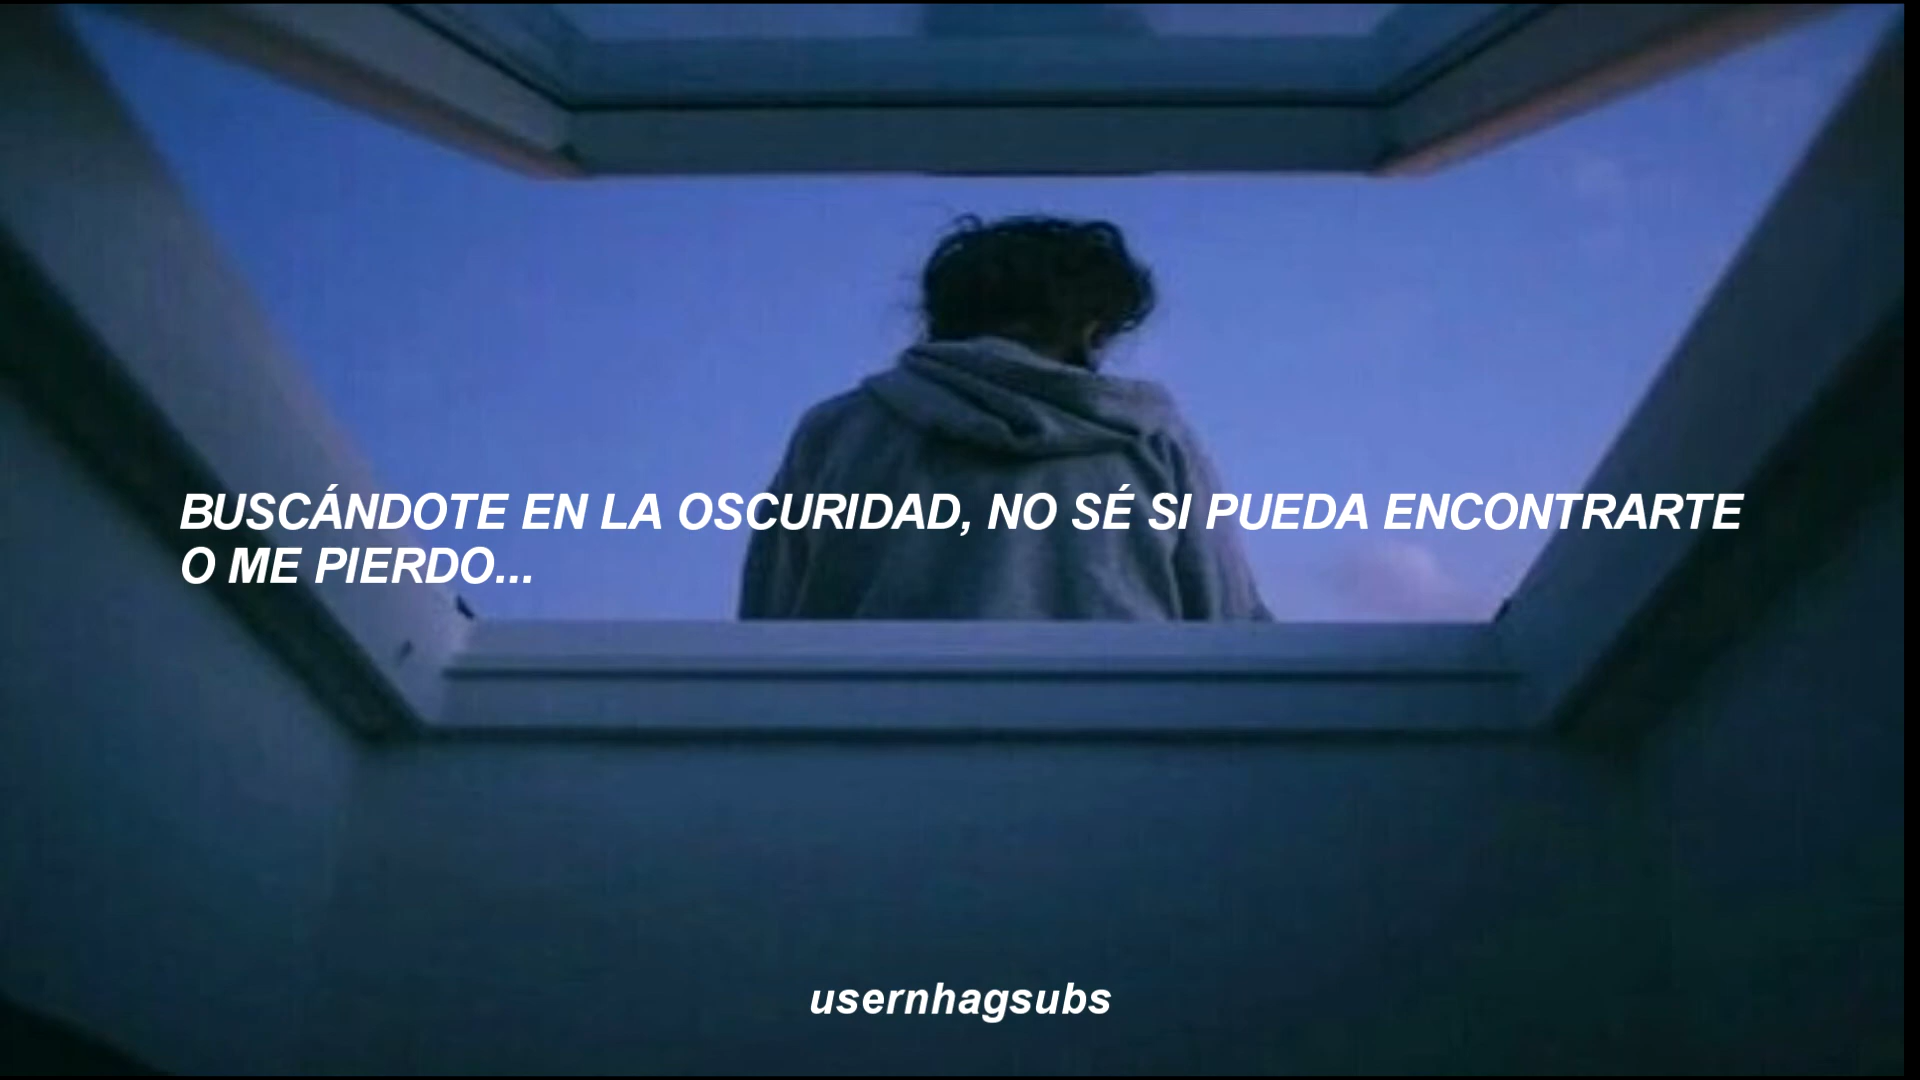 BUSCÁNDOTE EN LA OSCURIDAD, NO SÉ SI PUEDA ENCONTRARTE
O ME PIERDO...
usernhagsubs